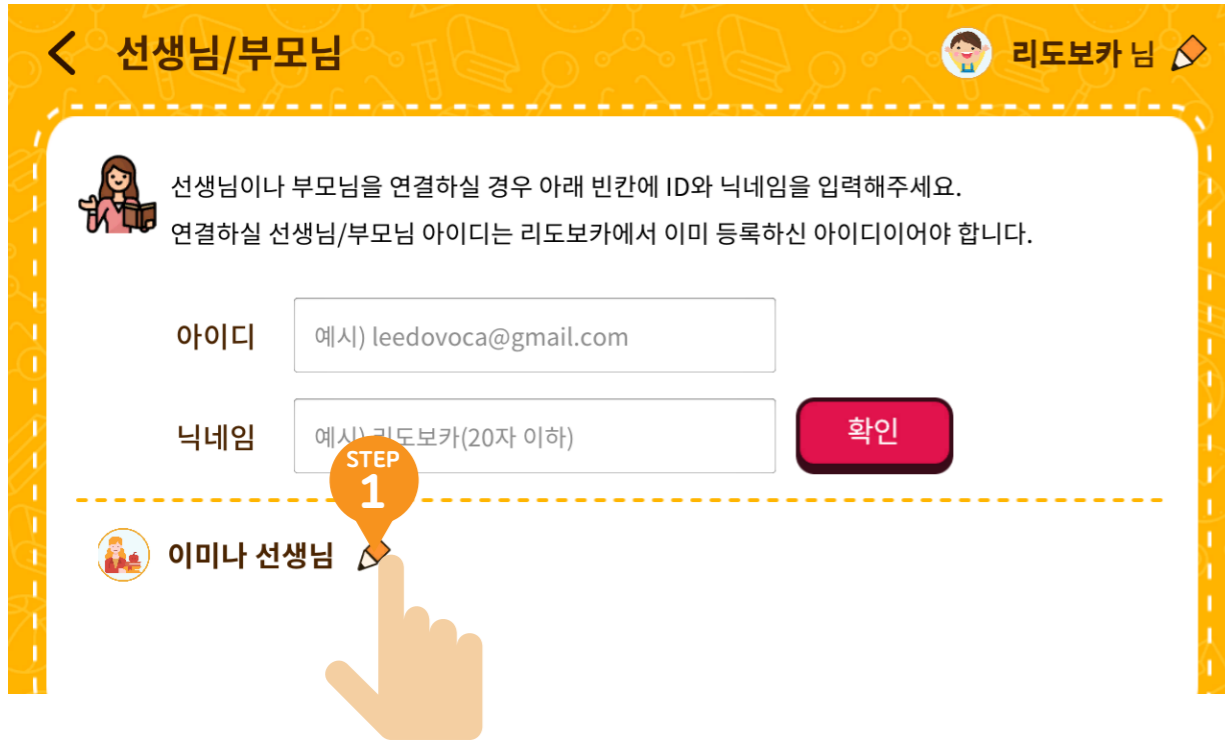 선생님/부모님
리도보카 님
선생님이나 부모님을 연결하실 경우 아래 빈칸에 ID와 닉네임을 입력해주세요.
연결하실 선생님/부모님 아이디는 리도보카에서 이미 등록하신 아이디이어야 합니다.
아이디
예시) leedovoca@gmail.com
닉네임
예시) 리도보카(20자 이하)
확인
STEP
1
이미나 선생님